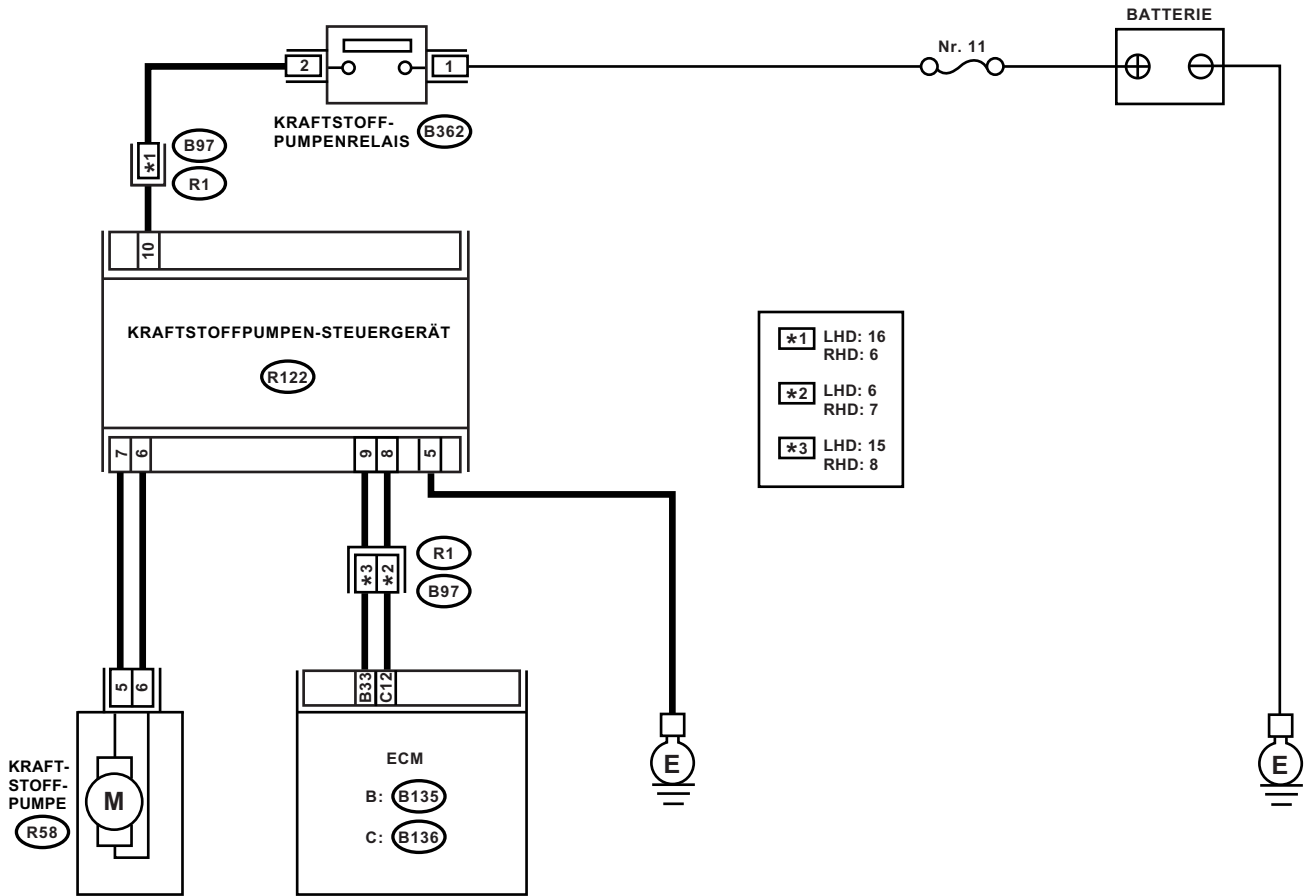 BATTERIE
Nr. 11
2
1
KRAFTSTOFF-
PUMPENRELAIS
B362
*1
B97
R1
10
KRAFTSTOFFPUMPEN-STEUERGERÄT
R122
*1 LHD: 16
RHD: 6
*2 LHD: 6
RHD: 7
*3 LHD: 15
RHD: 8
7
6
9
8
5
*3
*2
R1
B97
5
6
B33
C12
KRAFT-
STOFF-
PUMPE
R58
M
ECM
B: B135
C: B136
E
E